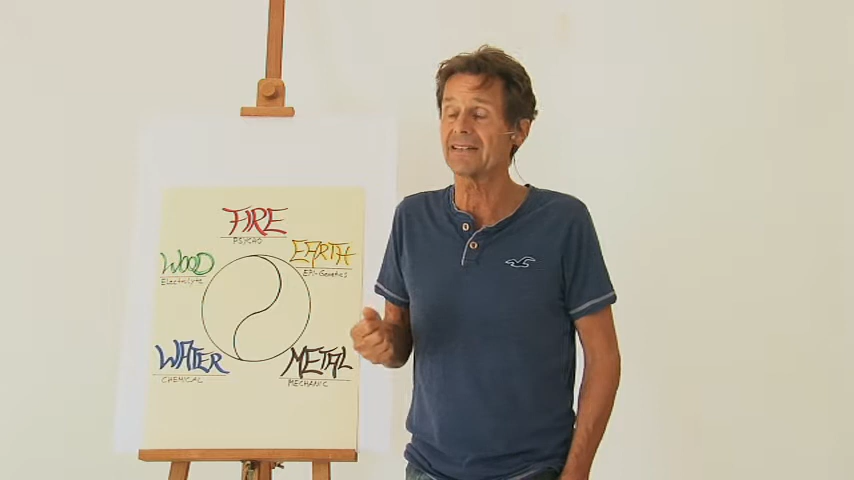 FIRE
PSYCHO
EARTH
EPI-GENETICS
WOOD
Electrolyte
WATER
CHEMICAL
METAL
MECHANIC